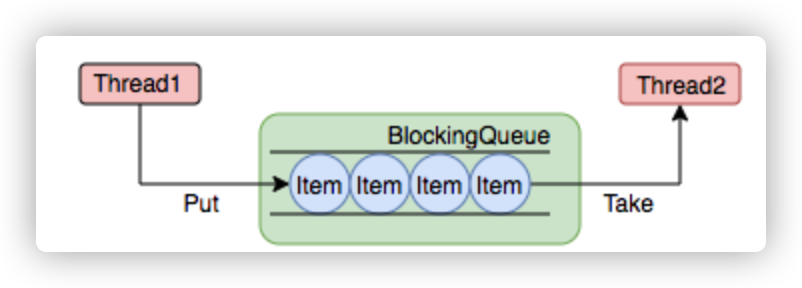 Thread1
Thread2
BlockingQueue
Item Item Item Item
Put
Take